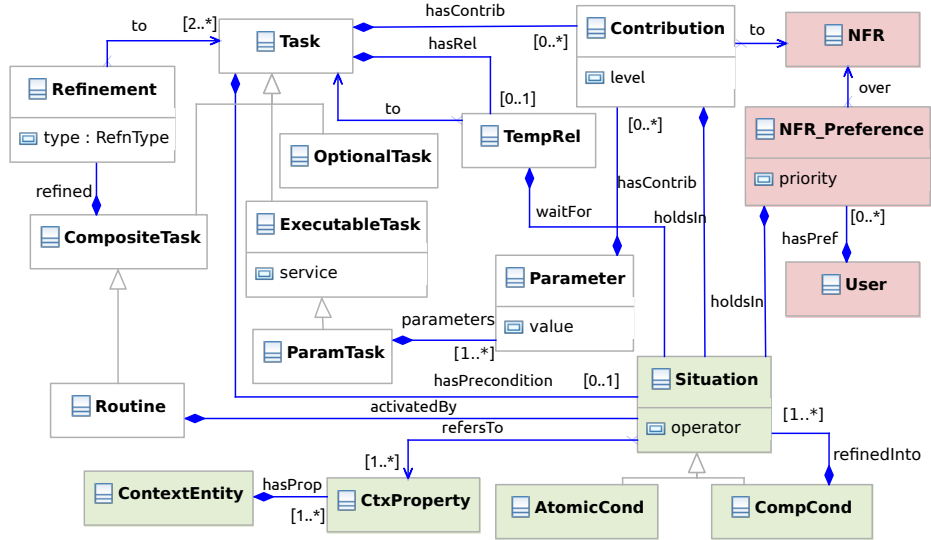 hasContrib
to
[2..*]
Task
[0..*]
Contribution
to
NFR
hasRel
level
Refinement
type : RefnType
to
[0..1]
over
TempRel
[0..*]
NFR_Preference
priority
OptionalTask
refined
hasContrib
CompositeTask
ExecutableTask
service
waitFor
holdsIn
[0..*]
hasPref
User
Parameter
value
holdsIn
parameters
[1..*]
ParamTask
hasPrecondition
[0..1]
Situation
operator
Routine
activatedBy
[1..*]
refersTo
refinedInto
[1..*]
ContextEntity
hasProp
[1..*]
CtxProperty
AtomicCond
CompCond